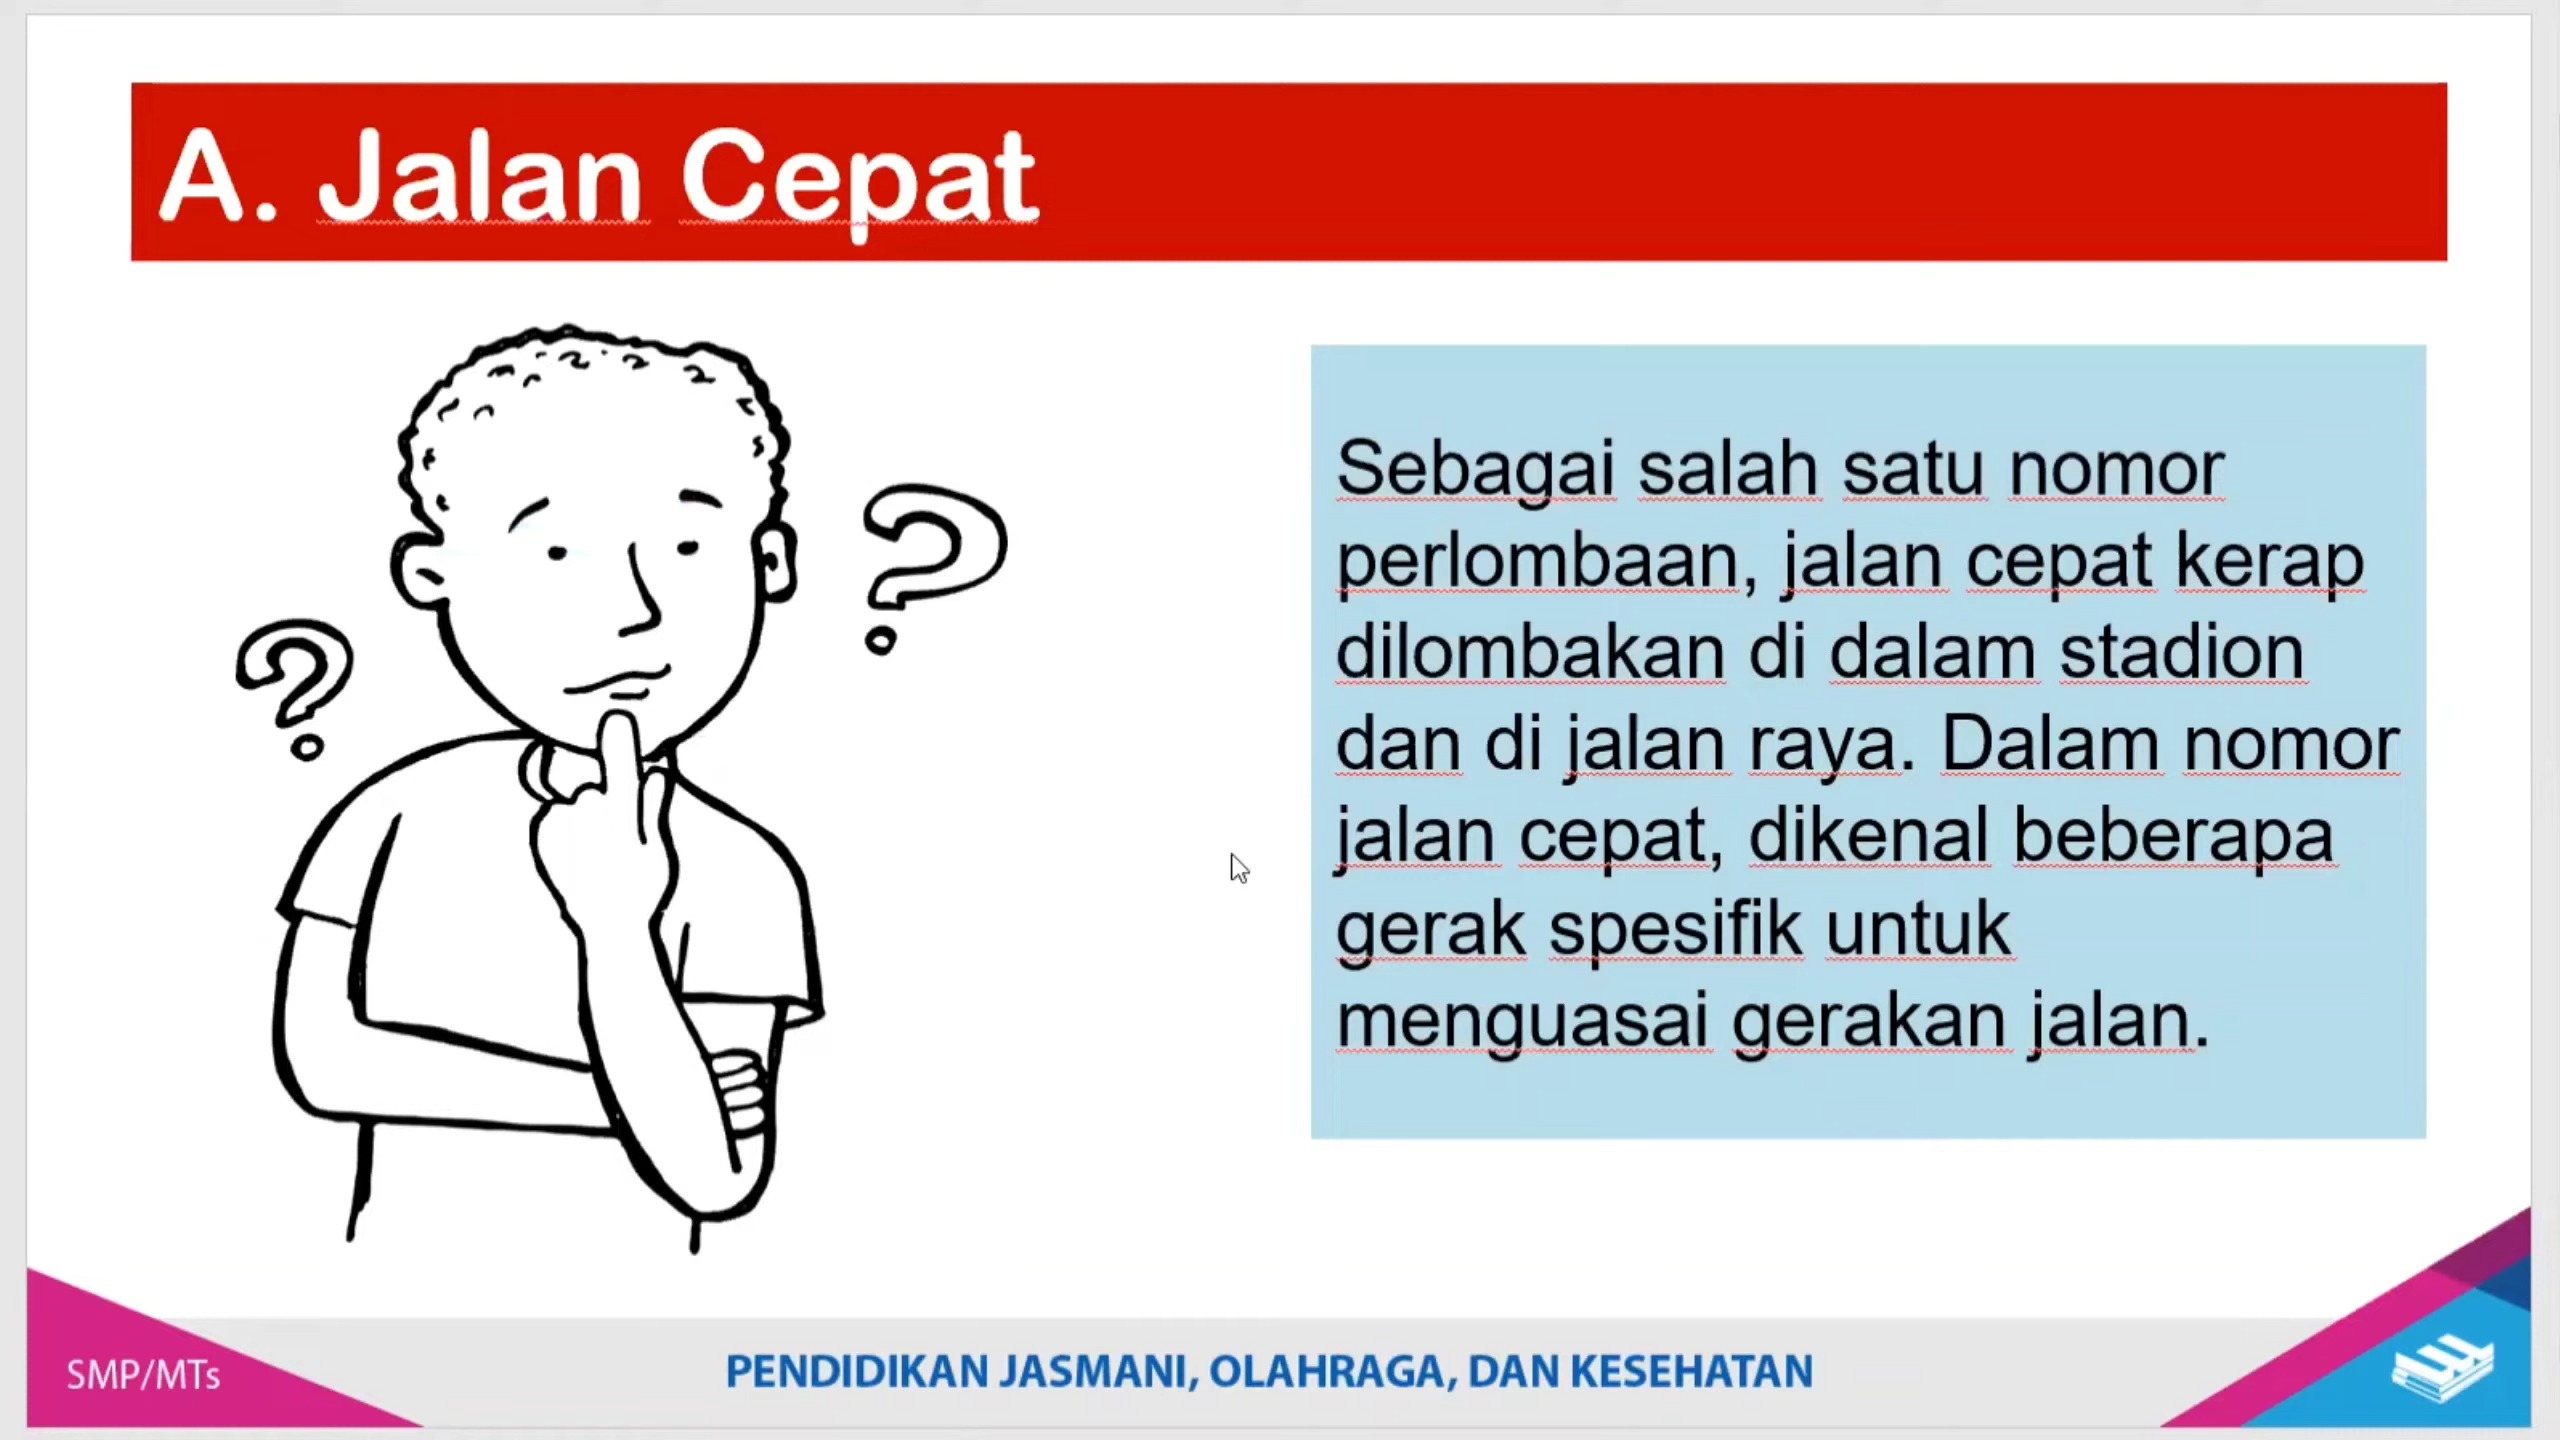 A. Jalan Cepat
Sebagai salah satu nomor
perlombaan, jalan cepat kerap
dilombakan di dalam stadion
dan di jalan raya. Dalam nomor
jalan cepat, dikenal beberapa
gerak spesifik untuk
menguasai gerakan jalan.
SMP/MTs
PENDIDIKAN JASMANI, OLAHRAGA, DAN KESEHATAN